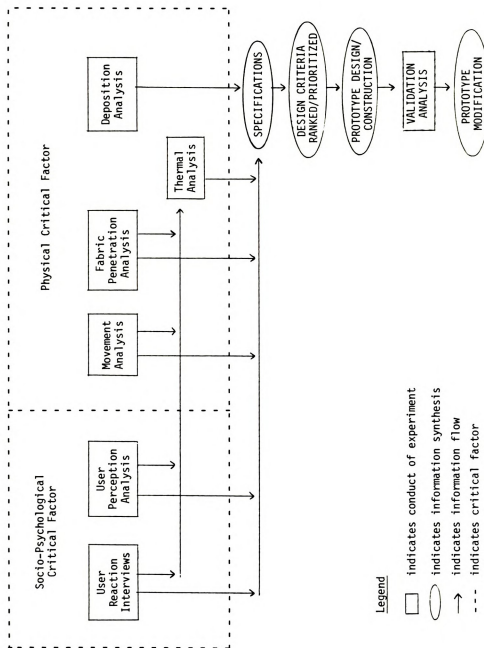 Socio-Psychological
Critical Factor
Physical Critical Factor
User
Reaction
Interviews
User
Perception
Analysis
Movement
Analysis
Fabric
Penetration
Analysis
Thermal
Analysis
Deposition
Analysis
SPECIFICATIONS
DESIGN CRITERIA
RANKED/PRIORITIZED
PROTOTYPE DESIGN/
CONSTRUCTION
VALIDATION
ANALYSIS
PROTOTYPE
MODIFICATION
Legend
indicates conduct of experiment
indicates information synthesis
indicates information flow
indicates critical factor